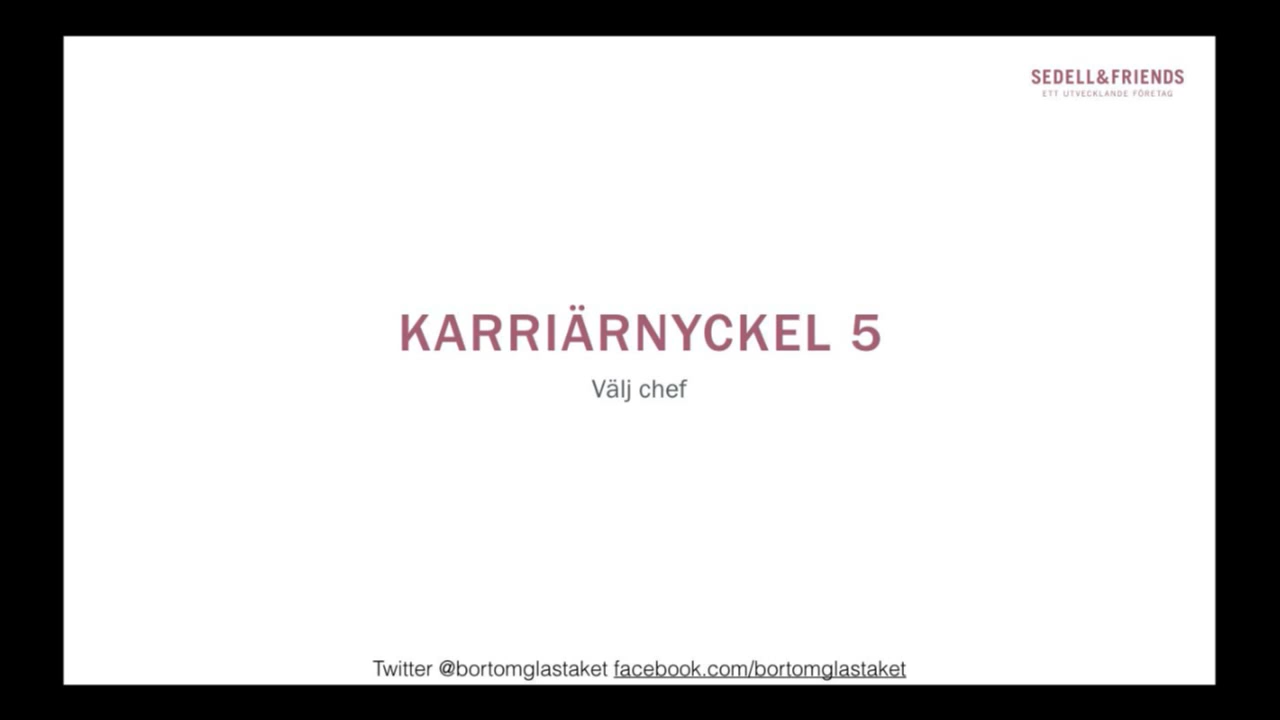 SEDELL&FRIENDS
ETT UTVECKLANDE FÖRETAG
KARRIÄRNYCKEL 5
Välj chef
Twitter @bortomglastaket facebook.com/bortomglastaket